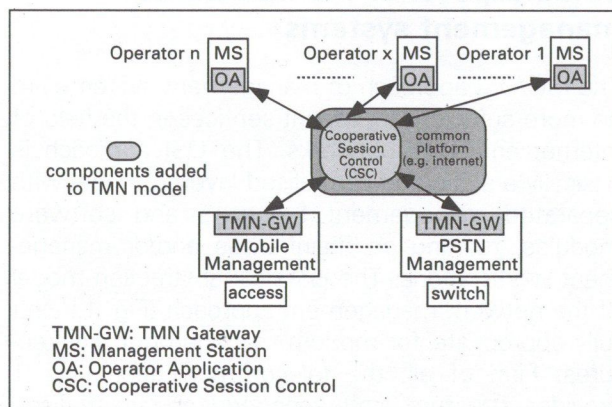 management systems
Operator n MS Operator x MS Operator 1 MS
OA OA OA
Cooperative Session Control (CSC)
common platform (e.g. internet)
components added
to TMN model
TMN-GW TMN-GW
Mobile Management
PSTN Management
access switch
TMN-GW: TMN Gateway
MS: Management Station
OA: Operator Application
CSC: Cooperative Session Control